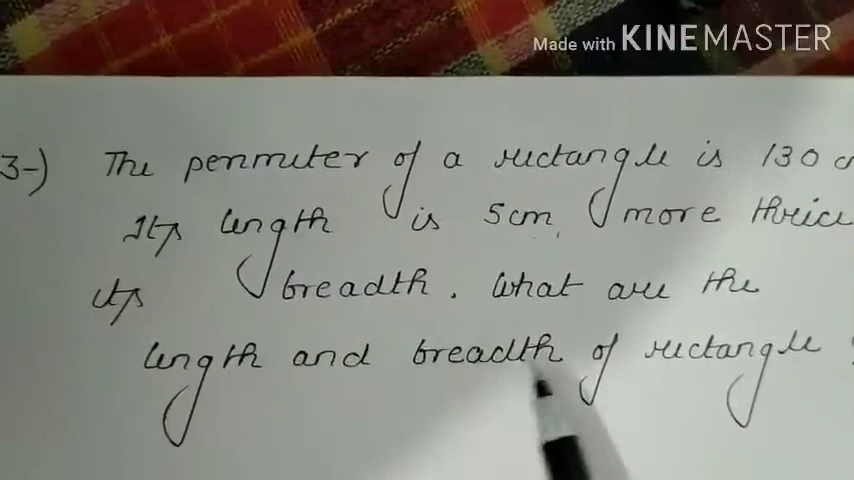 Made with KINEMASTER
3-) The permiter of a rectangle is 130 c
Its length is 5cm, more thrice
its breadth. What are the
length and breadth of rectangle ?